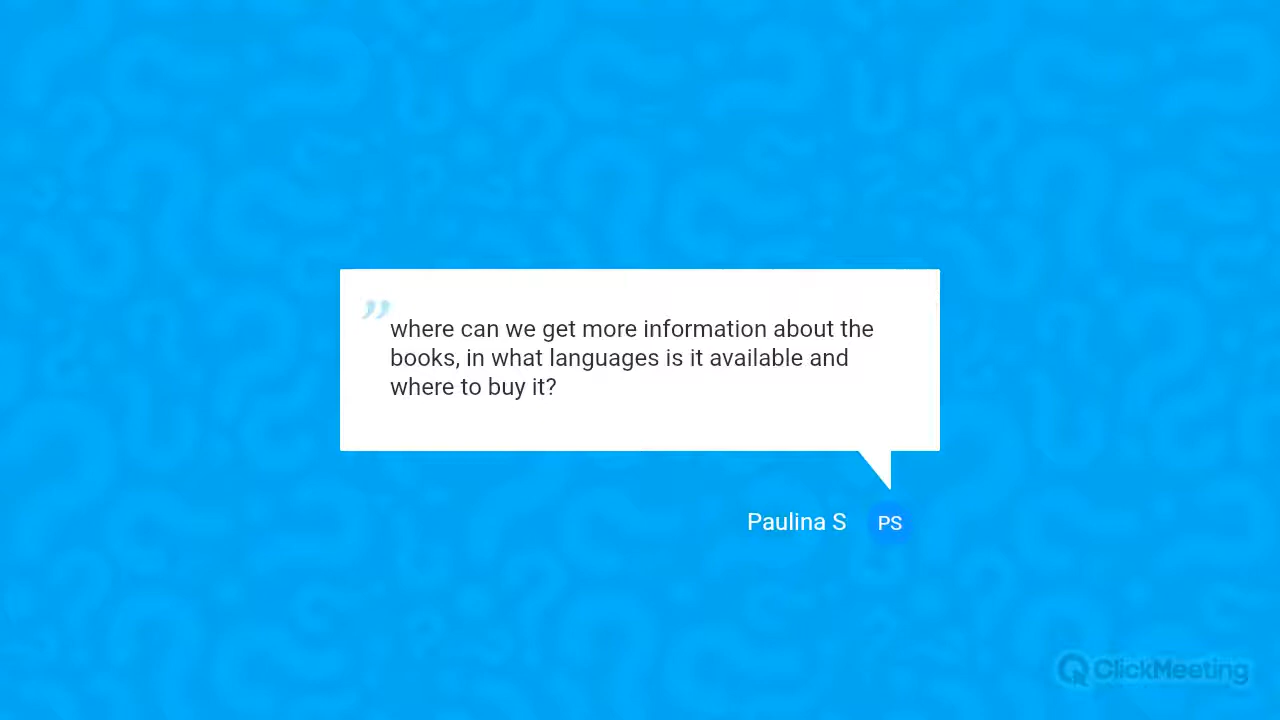 ”
where can we get more information about the
books, in what languages is it available and
where to buy it?
Paulina S PS
ClickMeeting